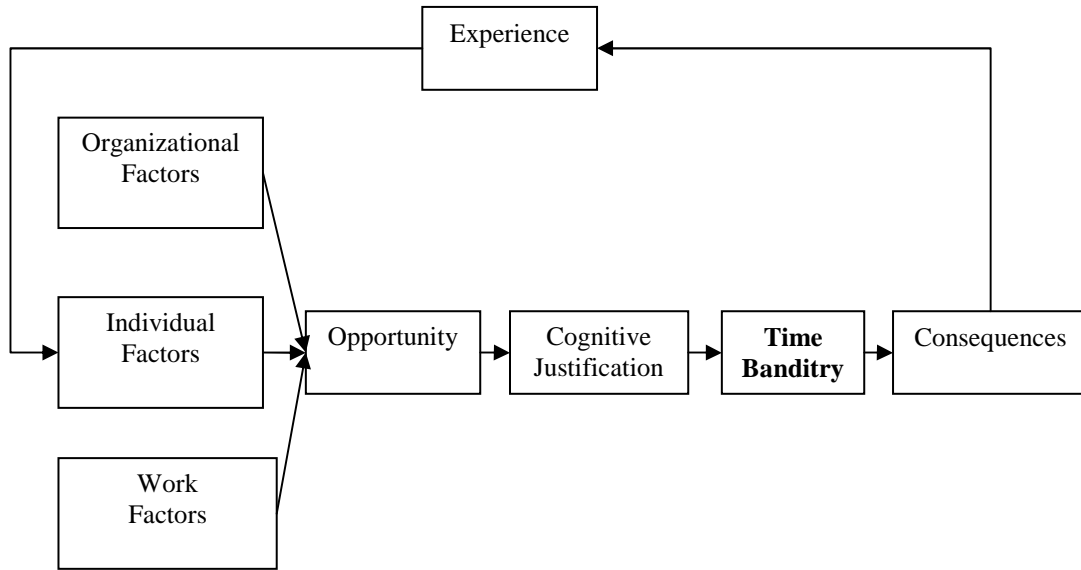 Experience
Organizational
Factors
Individual
Factors
Opportunity
Cognitive
Justification
Time
Banditry
Consequences
Work
Factors